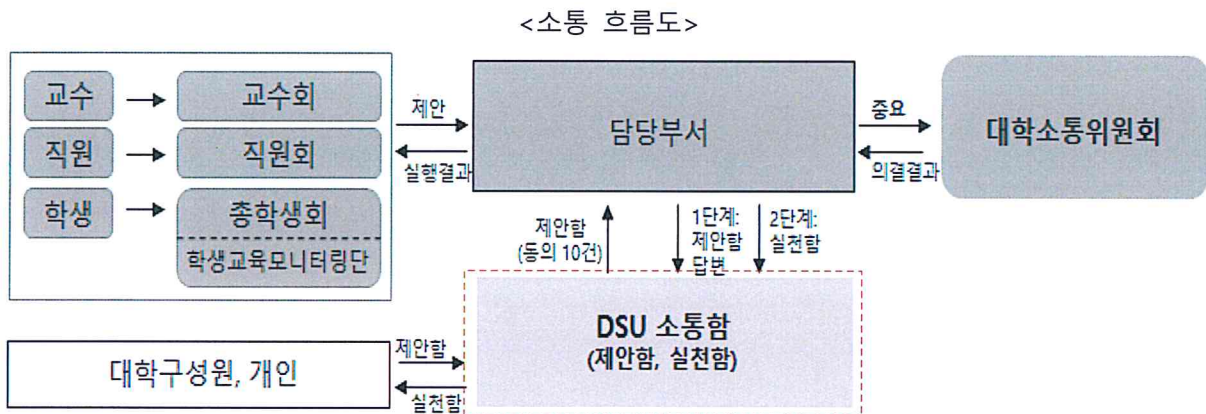 <소통 흐름도>
교수
교수회
직원
직원회
학생
총학생회
학생교육모니터링단
제안
실행결과
담당부서
중요
의결결과
대학소통위원회
제안함
(동의 10건)
1단계:
제안함
답변
2단계:
실천함
DSU 소통함
(제안함, 실천함)
대학구성원, 개인
제안함
실천함